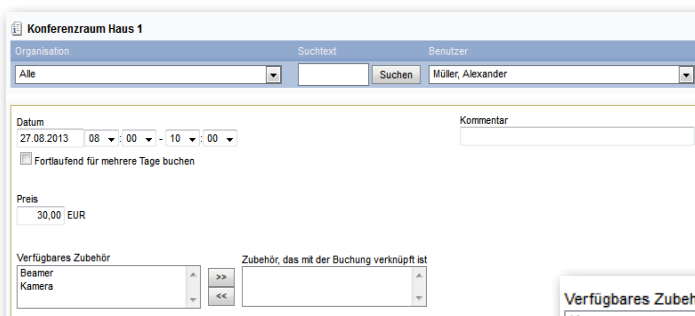 Konferenzraum Haus 1
Organisation Suchtext Benutzer
Alle Suchen Müller, Alexander
Datum Kommentar
27.08.2013 08 : 00 - 10 : 00
Fortlaufend für mehrere Tage buchen
Preis
30,00 EUR
Verfügbares Zubehör Zubehör, das mit der Buchung verknüpft ist
Beamer >>
Kamera
<<
Verfügbares Zubeh